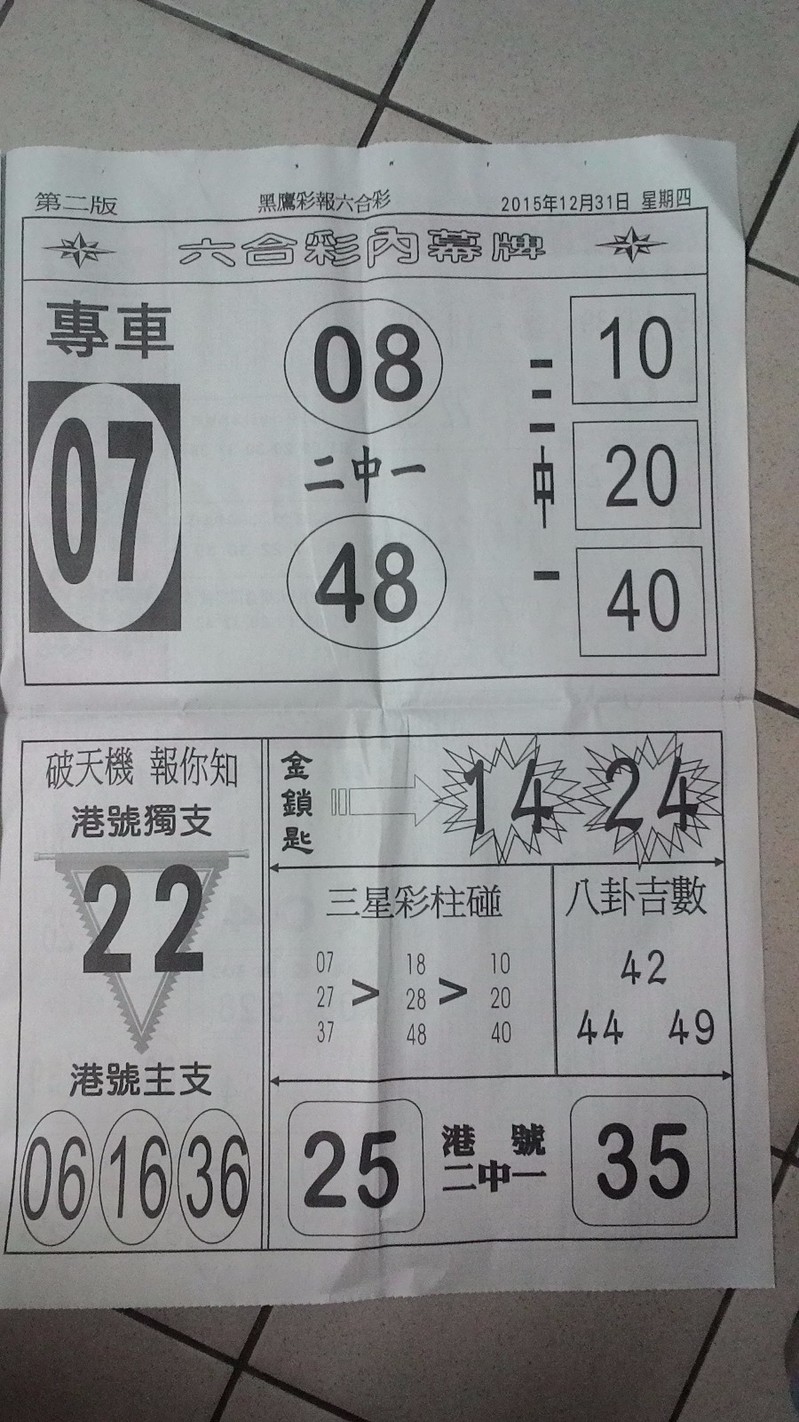 第二版 黑鷹彩報六合彩 2015年12月31日 星期四
六合彩內幕牌
專車
07
08
二中一
48
三中一
10
20
40
破天機 報你知
港號獨支
22
港號主支
06 16 36
金鎖匙
14 24
三星彩柱碰
07 18 10
27 > 28 > 20
37 48 40
八卦吉數
42
44 49
25
港號
二中一
35